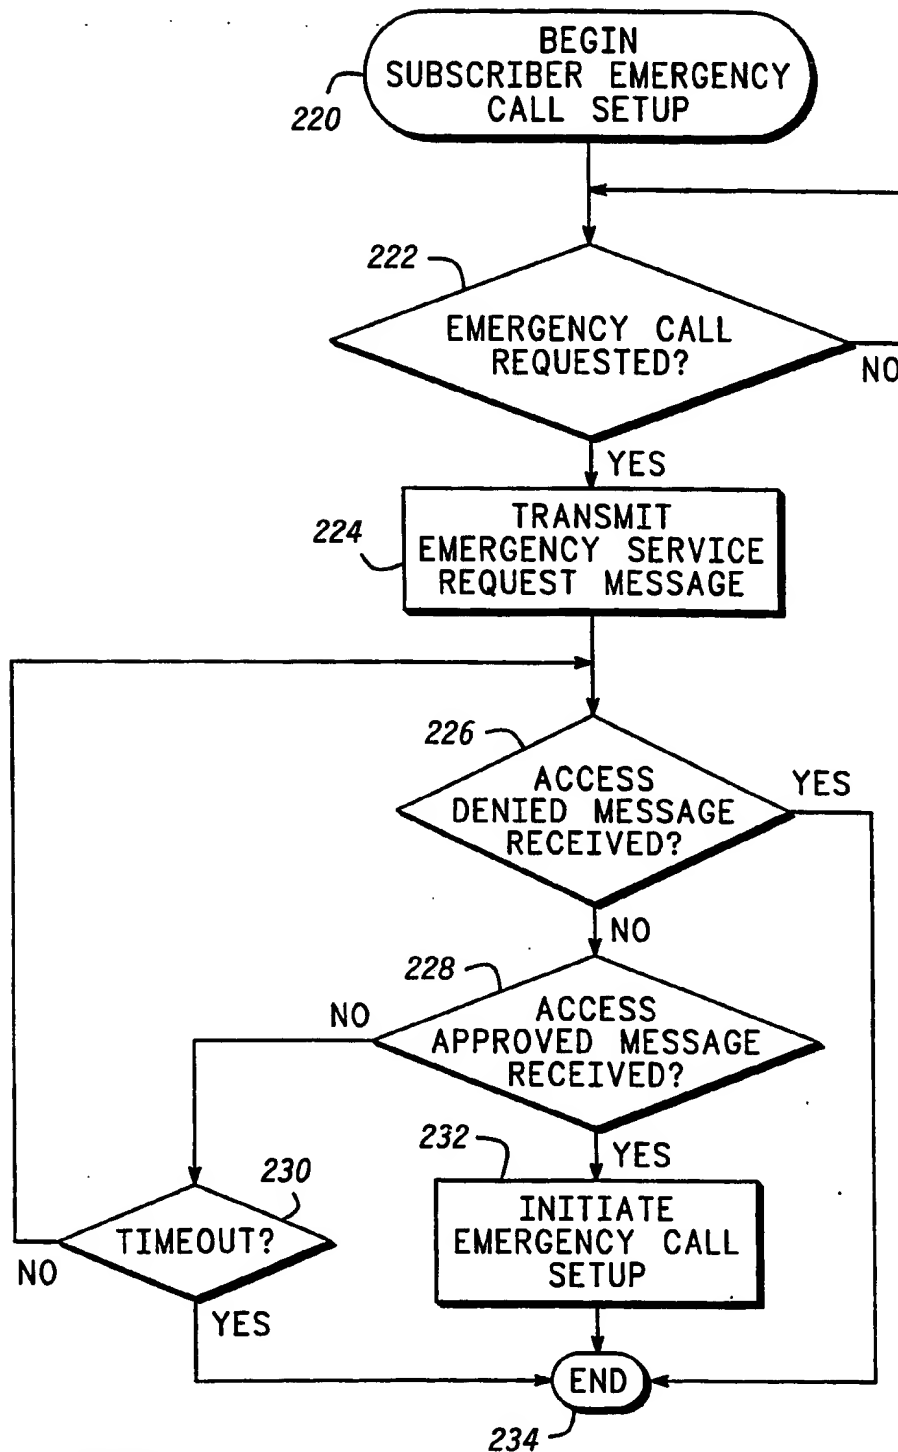 BEGIN
SUBSCRIBER EMERGENCY
CALL SETUP
220
222
EMERGENCY CALL
REQUESTED?
NO
YES
224
TRANSMIT
EMERGENCY SERVICE
REQUEST MESSAGE
226
ACCESS
DENIED MESSAGE
RECEIVED?
YES
NO
228
ACCESS
APPROVED MESSAGE
RECEIVED?
NO
YES
230
TIMEOUT?
NO
YES
232
INITIATE
EMERGENCY CALL
SETUP
END
234